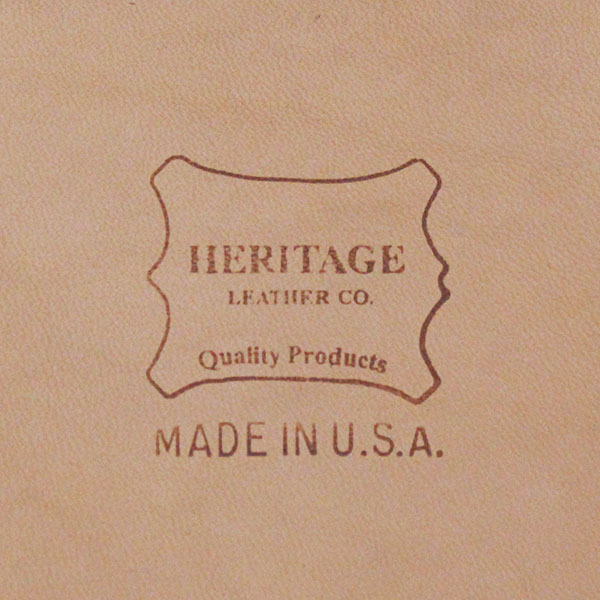 HERITAGE
LEATHER CO.
Quality Products
MADE IN U.S.A.